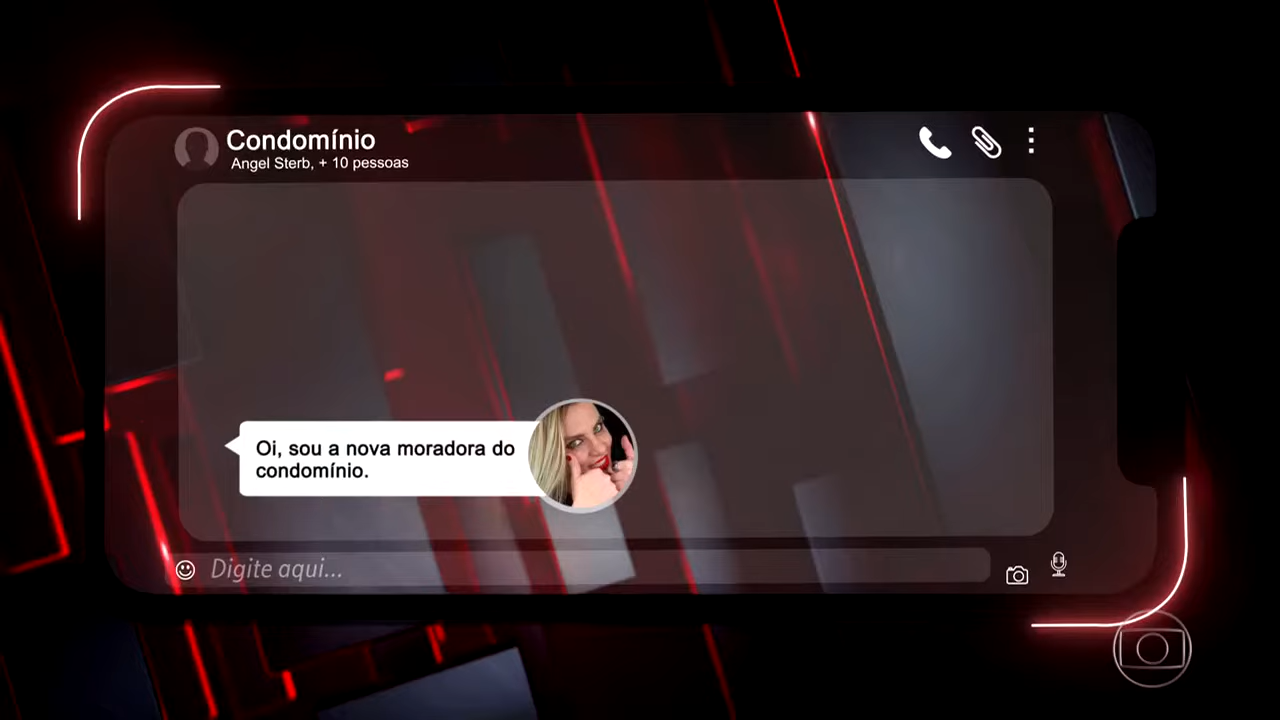 Condomínio
Angel Sterb, + 10 pessoas
Oi, sou a nova moradora do
condomínio.
Digite aqui...